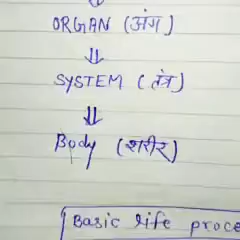 ORGAN (अंग)
⇓
SYSTEM (तंत्र)
⇓
Body (शरीर)
Basic life proce